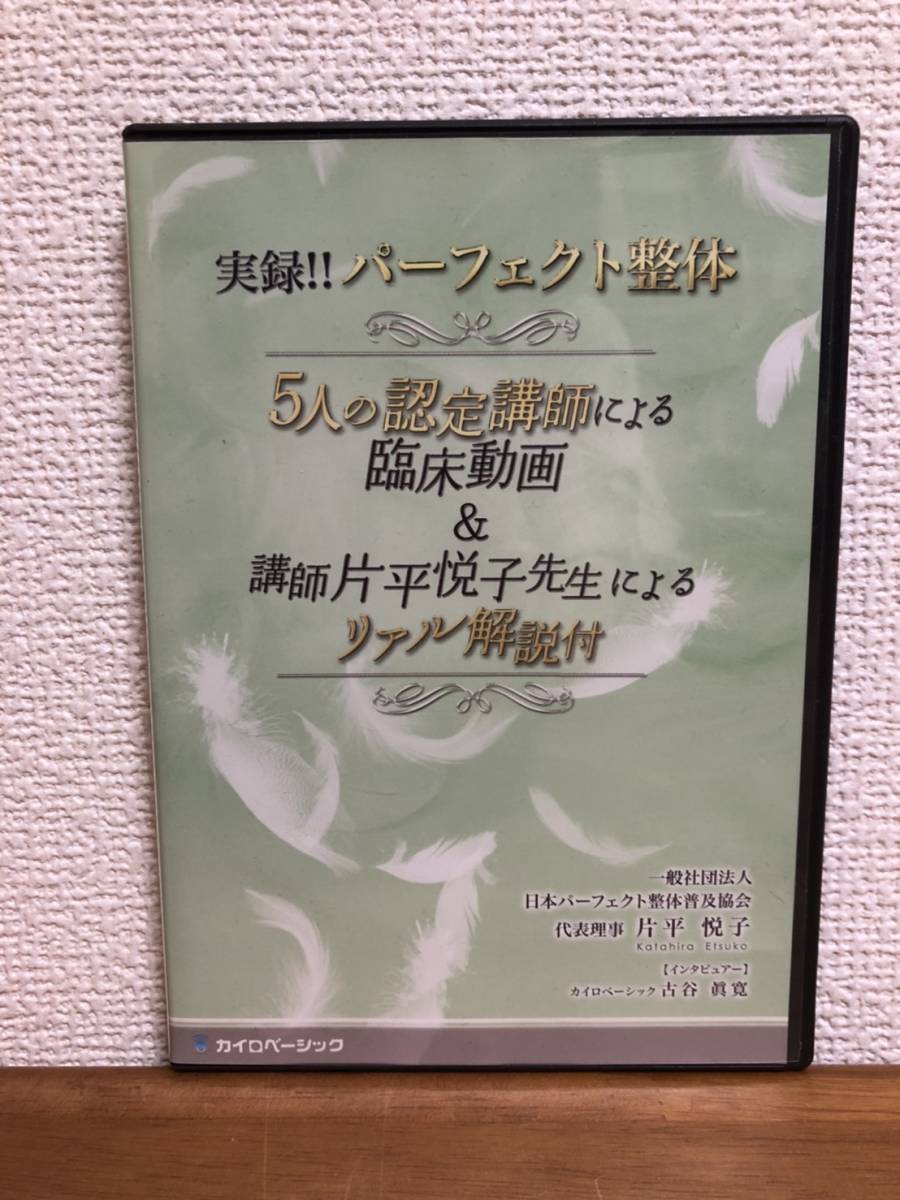 実録!! パーフェクト整体
5人の認定講師による
臨床動画
&
講師片平悦子先生による
リアル解説付
一般社団法人
日本パーフェクト整体普及協会
代表理事 片平 悦子
Katahira Etsuko
【インタビュアー】
カイロベーシック 古谷 眞寛
カイロベーシック